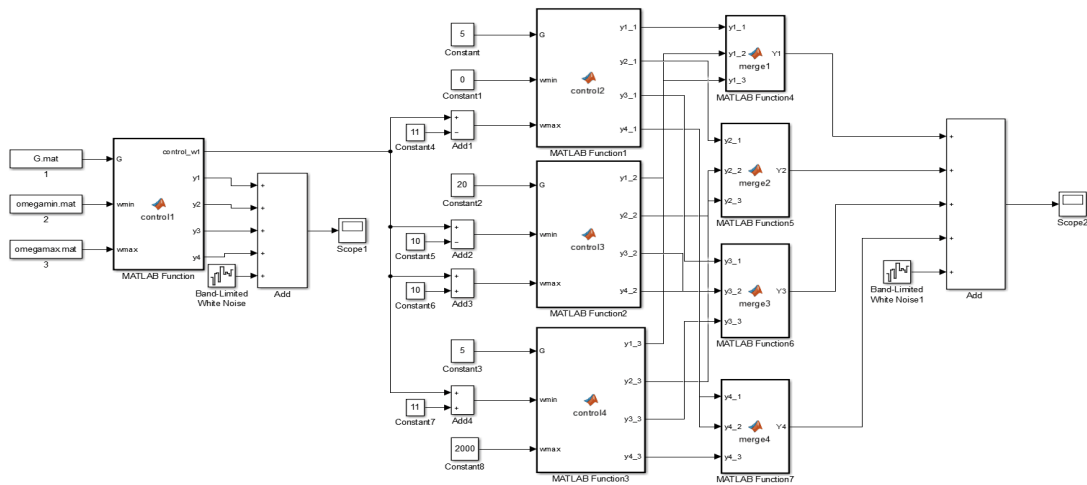 G.mat
1
omegamin.mat
2
omegamax.mat
3
G
wmin
wmax
control1
control_w1
y1
y2
y3
y4
MATLAB Function
Band-Limited
White Noise
+
+
+
+
+
Add
Scope1
5
Constant
0
Constant1
11
Constant4
+
−
Add1
G
wmin
wmax
control2
y1_1
y2_1
y3_1
y4_1
MATLAB Function1
20
Constant2
10
Constant5
+
−
Add2
10
Constant6
+
+
Add3
G
wmin
wmax
control3
y1_2
y2_2
y3_2
y4_2
MATLAB Function2
5
Constant3
11
Constant7
+
+
Add4
2000
Constant8
G
wmin
wmax
control4
y1_3
y2_3
y3_3
y4_3
MATLAB Function3
y1_1
y1_2
y1_3
merge1
Y1
MATLAB Function4
y2_1
y2_2
y2_3
merge2
Y2
MATLAB Function5
y3_1
y3_2
y3_3
merge3
Y3
MATLAB Function6
y4_1
y4_2
y4_3
merge4
Y4
MATLAB Function7
Band-Limited
White Noise1
+
+
+
+
+
Add
Scope2